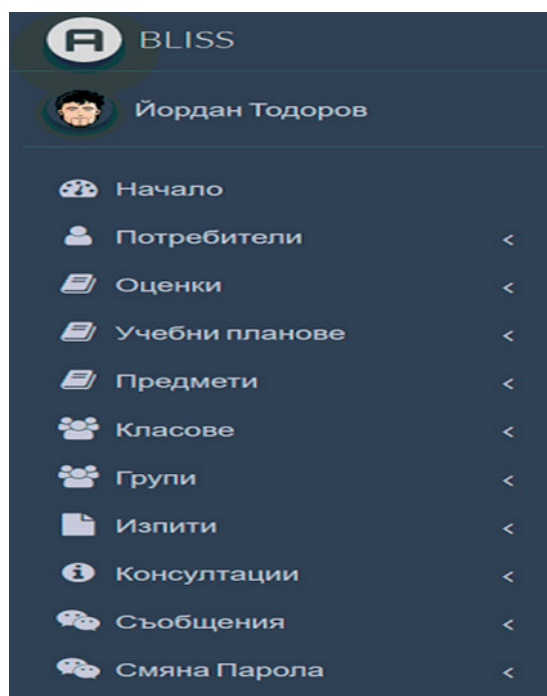 BLISS
Йордан Тодоров
Начало
Потребители
Оценки
Учебни планове
Предмети
Класове
Групи
Изпити
Консултации
Съобщения
Смяна Парола